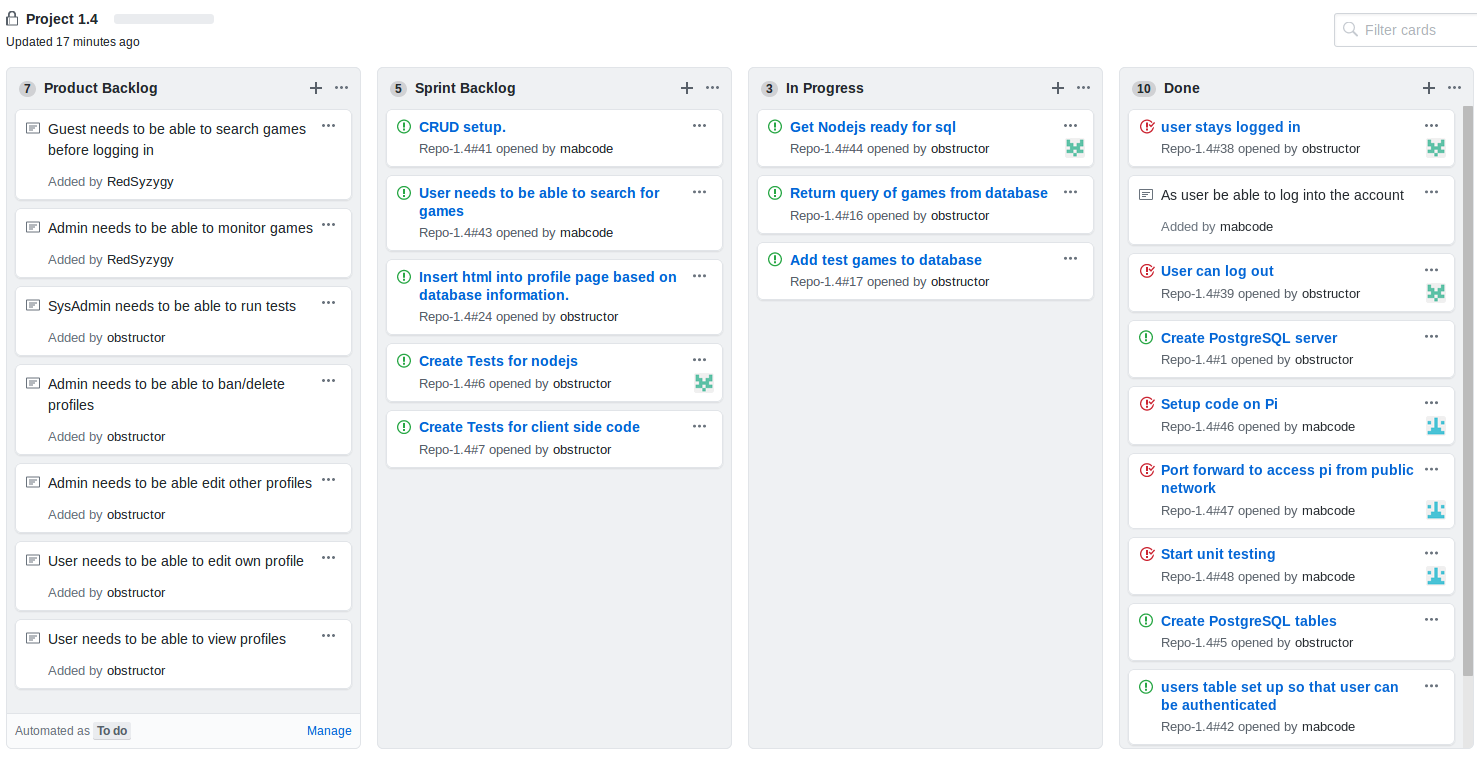 Project 1.4
Updated 17 minutes ago
Filter cards
7 Product Backlog
Guest needs to be able to search games
before logging in
Added by RedSyzygy
Admin needs to be able to monitor games
Added by RedSyzygy
SysAdmin needs to be able to run tests
Added by obstructor
Admin needs to be able to ban/delete
profiles
Added by obstructor
Admin needs to be able edit other profiles
Added by obstructor
User needs to be able to edit own profile
Added by obstructor
User needs to be able to view profiles
Added by obstructor
Automated as To do Manage
5 Sprint Backlog
CRUD setup.
Repo-1.4#41 opened by mabcode
User needs to be able to search for
games
Repo-1.4#43 opened by mabcode
Insert html into profile page based on
database information.
Repo-1.4#24 opened by obstructor
Create Tests for nodejs
Repo-1.4#6 opened by obstructor
Create Tests for client side code
Repo-1.4#7 opened by obstructor
3 In Progress
Get Nodejs ready for sql
Repo-1.4#44 opened by obstructor
Return query of games from database
Repo-1.4#16 opened by obstructor
Add test games to database
Repo-1.4#17 opened by obstructor
10 Done
user stays logged in
Repo-1.4#38 opened by obstructor
As user be able to log into the account
Added by mabcode
User can log out
Repo-1.4#39 opened by obstructor
Create PostgreSQL server
Repo-1.4#1 opened by obstructor
Setup code on Pi
Repo-1.4#46 opened by mabcode
Port forward to access pi from public
network
Repo-1.4#47 opened by mabcode
Start unit testing
Repo-1.4#48 opened by mabcode
Create PostgreSQL tables
Repo-1.4#5 opened by obstructor
users table set up so that user can
be authenticated
Repo-1.4#42 opened by mabcode